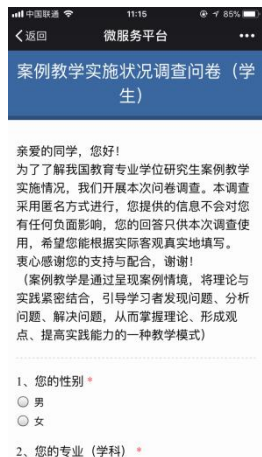 中国联通 11:15 85%
返回 微服务平台 •••
案例教学实施状况调查问卷（学
生）
亲爱的同学，您好！
为了了解我国教育专业学位研究生案例教学
实施情况，我们开展本次问卷调查。本调查
采用匿名方式进行，您提供的信息不会对您
有任何负面影响，您的回答只供本次调查使
用，希望您能根据实际客观真实地填写。
衷心感谢您的支持与配合，谢谢！
（案例教学是通过呈现案例情境，将理论与
实践紧密结合，引导学习者发现问题、分析
问题、解决问题，从而掌握理论、形成观
点、提高实践能力的一种教学模式）
1、您的性别 *
男
女
2、您的专业（学科） *